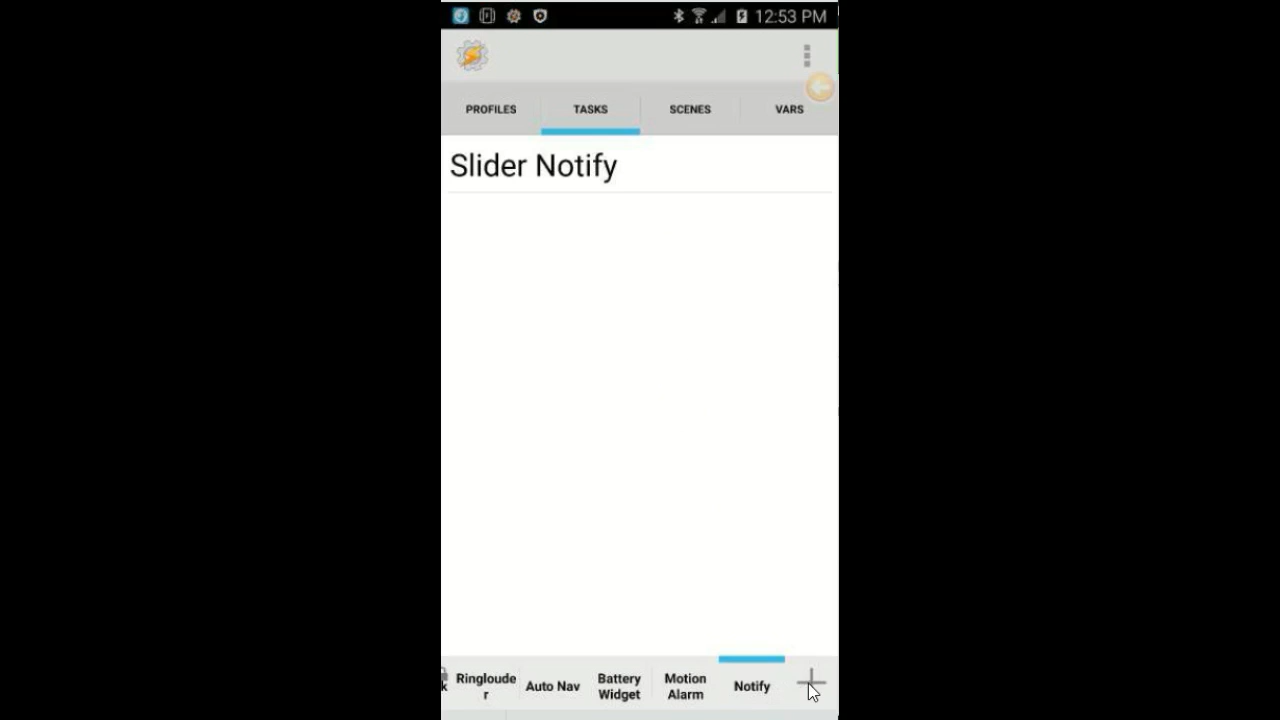 12:53 PM
PROFILES TASKS SCENES VARS
Slider Notify
k Ringlouder Auto Nav Battery Widget Motion Alarm Notify